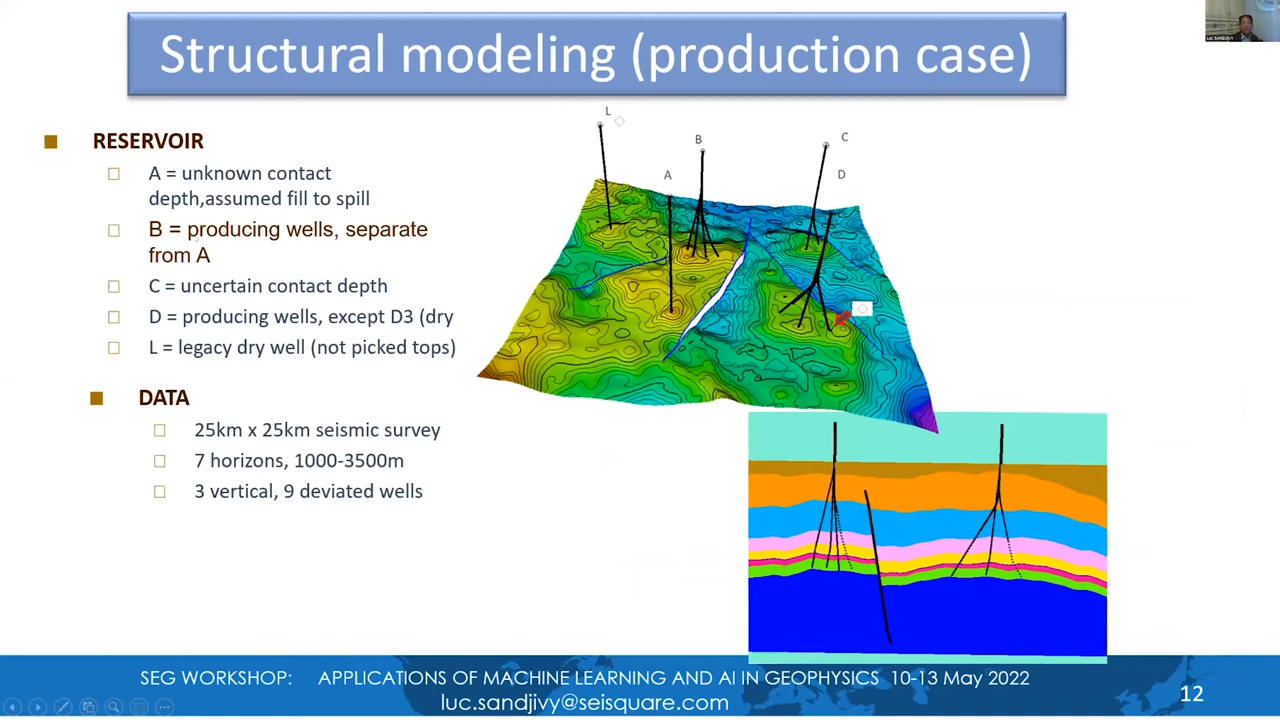 Structural modeling (production case)
Luc SANDJIVY
RESERVOIR
A = unknown contact
depth,assumed fill to spill
B = producing wells, separate
from A
C = uncertain contact depth
D = producing wells, except D3 (dry
L = legacy dry well (not picked tops)
DATA
25km x 25km seismic survey
7 horizons, 1000-3500m
3 vertical, 9 deviated wells
L
B
C
A
D
SEG WORKSHOP: APPLICATIONS OF MACHINE LEARNING AND AI IN GEOPHYSICS 10-13 May 2022
luc.sandjivy@seisquare.com
12